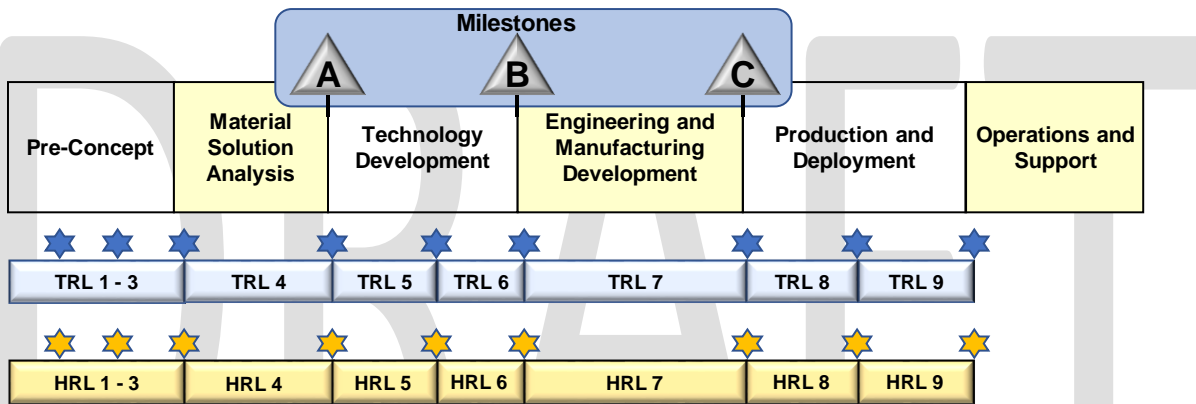 Milestones
A
B
C
Pre-Concept
Material
Solution
Analysis
Technology
Development
Engineering and
Manufacturing
Development
Production and
Deployment
Operations and
Support
TRL 1 - 3
TRL 4
TRL 5
TRL 6
TRL 7
TRL 8
TRL 9
HRL 1 - 3
HRL 4
HRL 5
HRL 6
HRL 7
HRL 8
HRL 9
DRAFT